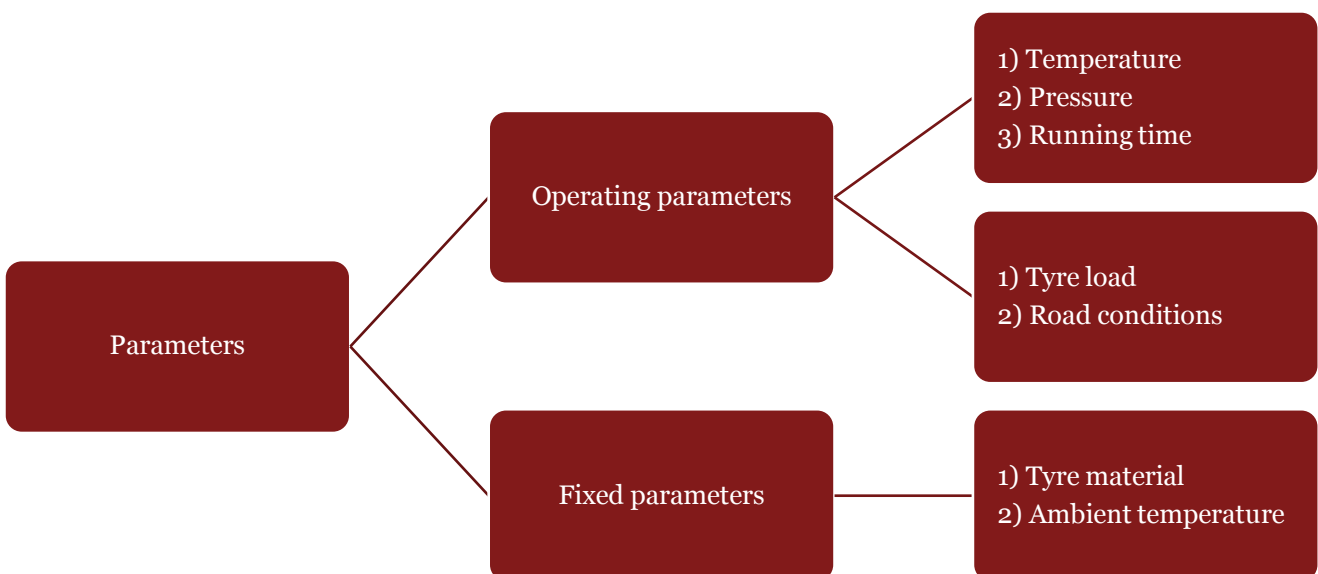 Parameters
Operating parameters
1) Temperature
2) Pressure
3) Running time
1) Tyre load
2) Road conditions
Fixed parameters
1) Tyre material
2) Ambient temperature